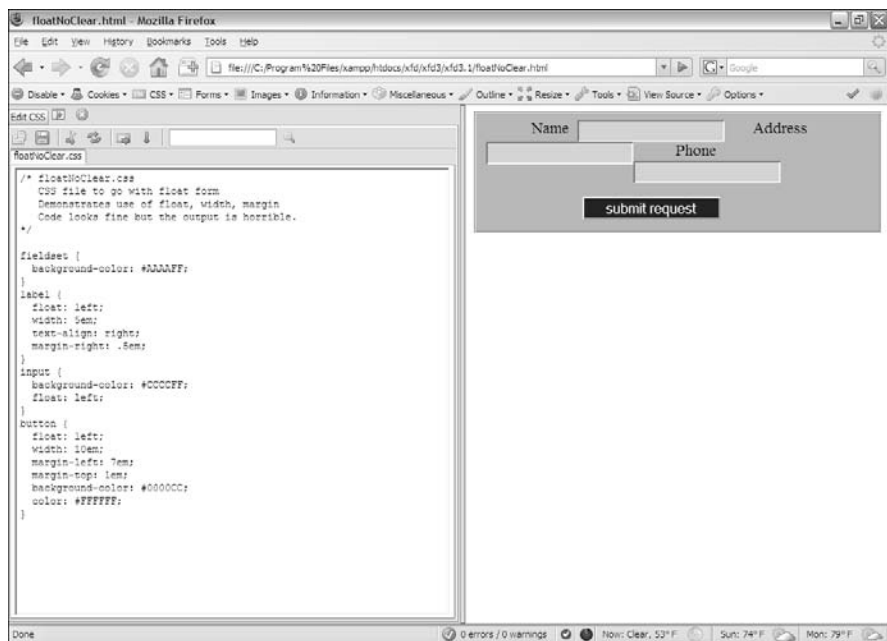 floatNoClear.html - Mozilla Firefox
File Edit View History Bookmarks Tools Help
file:///C:/Program%20Files/xampp/htdocs/xfd/xfd3/xfd3.1/floatNoClear.html
Google
Disable Cookies CSS Forms Images Information Miscellaneous Outline Resize Tools View Source Options
Edit CSS
floatNoClear.css
/* floatNoClear.css
CSS file to go with float form
Demonstrates use of float, width, margin
Code looks fine but the output is horrible.
*/
fieldset {
background-color: #AAAAFF;
}
label {
float: left;
width: 5em;
text-align: right;
margin-right: .5em;
}
input {
background-color: #CCCCFF;
float: left;
}
button {
float: left;
width: 10em;
margin-left: 7em;
margin-top: 1em;
background-color: #0000CC;
color: #FFFFFF;
}
Name Address
Phone
submit request
Done
0 errors / 0 warnings Now: Clear, 53° F Sun: 74° F Mon: 79° F